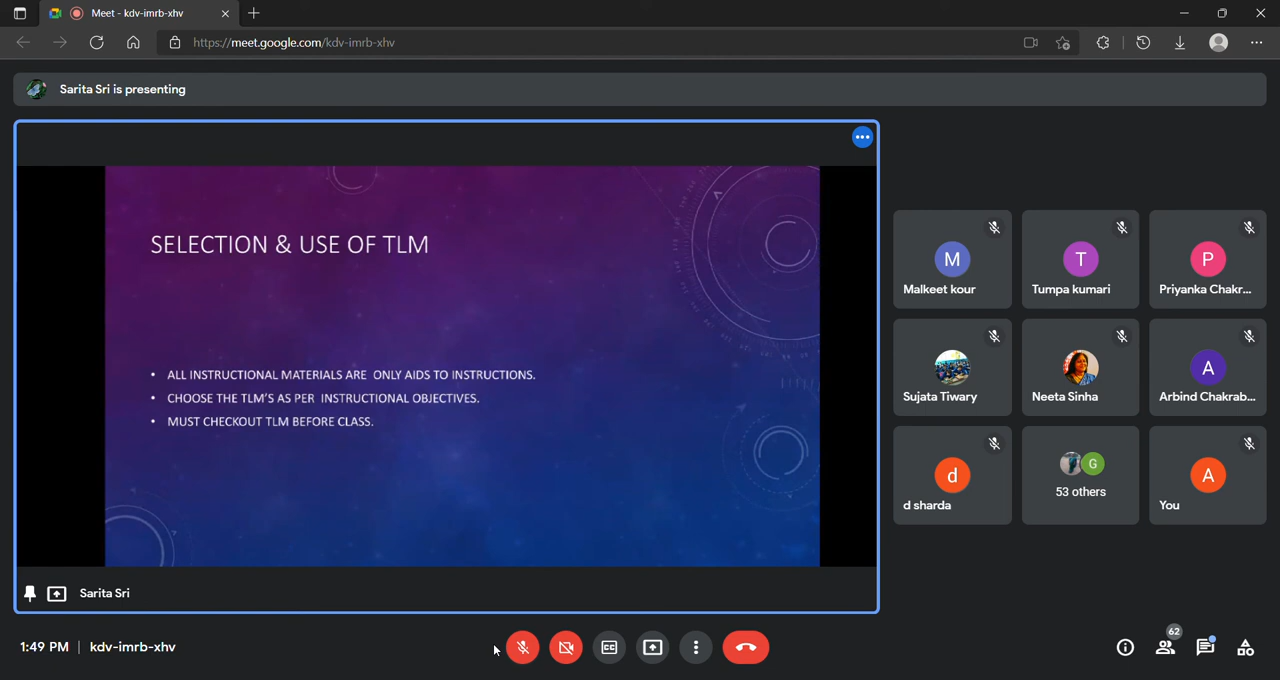 Meet - kdv-imrb-xhv
https://meet.google.com/kdv-imrb-xhv
Sarita Sri is presenting
SELECTION & USE OF TLM
• ALL INSTRUCTIONAL MATERIALS ARE ONLY AIDS TO INSTRUCTIONS.
• CHOOSE THE TLM'S AS PER INSTRUCTIONAL OBJECTIVES.
• MUST CHECKOUT TLM BEFORE CLASS.
Sarita Sri
M
Malkeet kour
T
Tumpa kumari
P
Priyanka Chakr...
Sujata Tiwary
Neeta Sinha
A
Arbind Chakrab...
d
d sharda
G
53 others
A
You
1:49 PM | kdv-imrb-xhv
CC
62